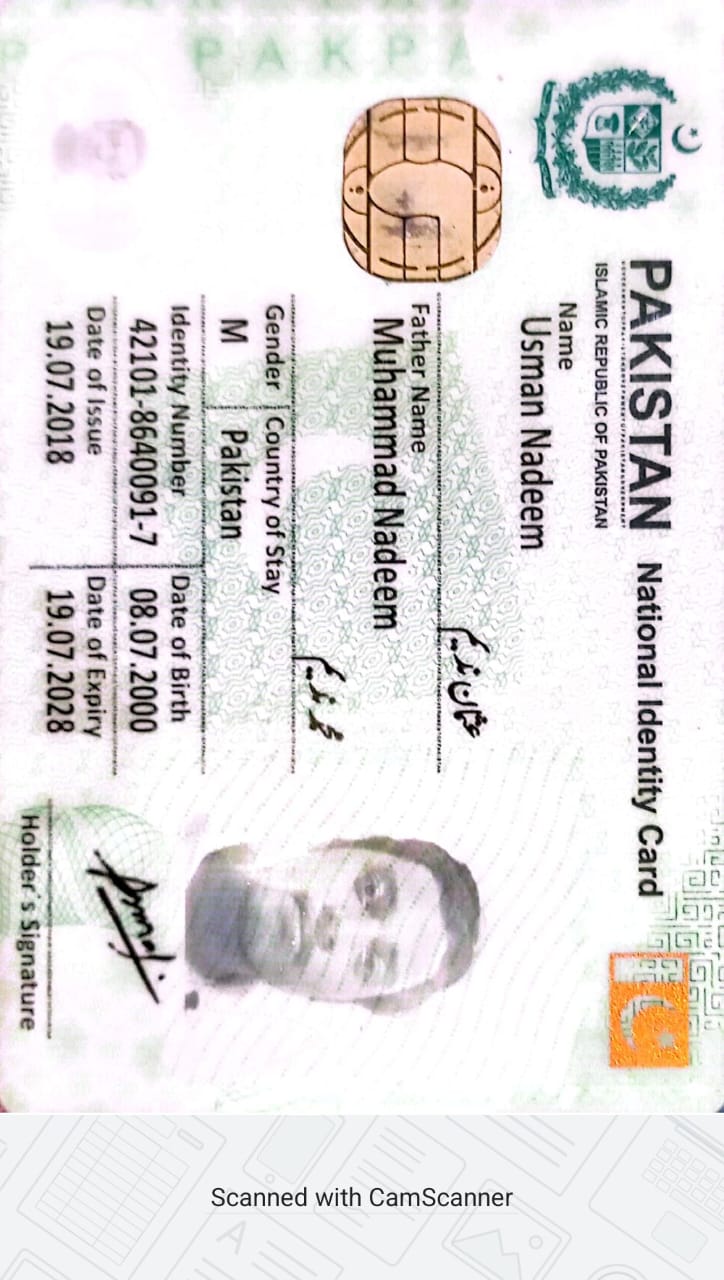 PAKP
PAKISTAN National Identity Card
ISLAMIC REPUBLIC OF PAKISTAN
Name
Usman Nadeem
عثمان ندیم
Father Name
Muhammad Nadeem
محمد ندیم
Gender Country of Stay
M Pakistan
Identity Number Date of Birth
42101-8640091-7 08.07.2000
Date of Issue Date of Expiry
19.07.2018 19.07.2028
Holder's Signature
Scanned with CamScanner